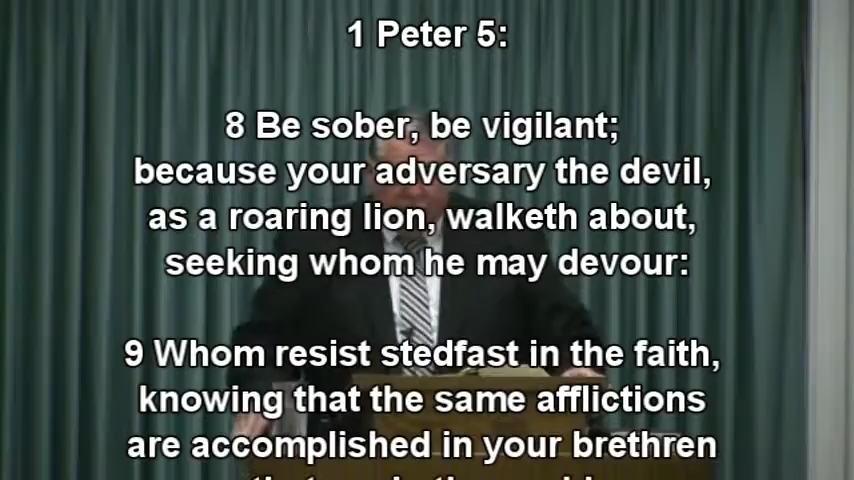 1 Peter 5:
8 Be sober, be vigilant;
because your adversary the devil,
as a roaring lion, walketh about,
seeking whom he may devour:
9 Whom resist stedfast in the faith,
knowing that the same afflictions
are accomplished in your brethren